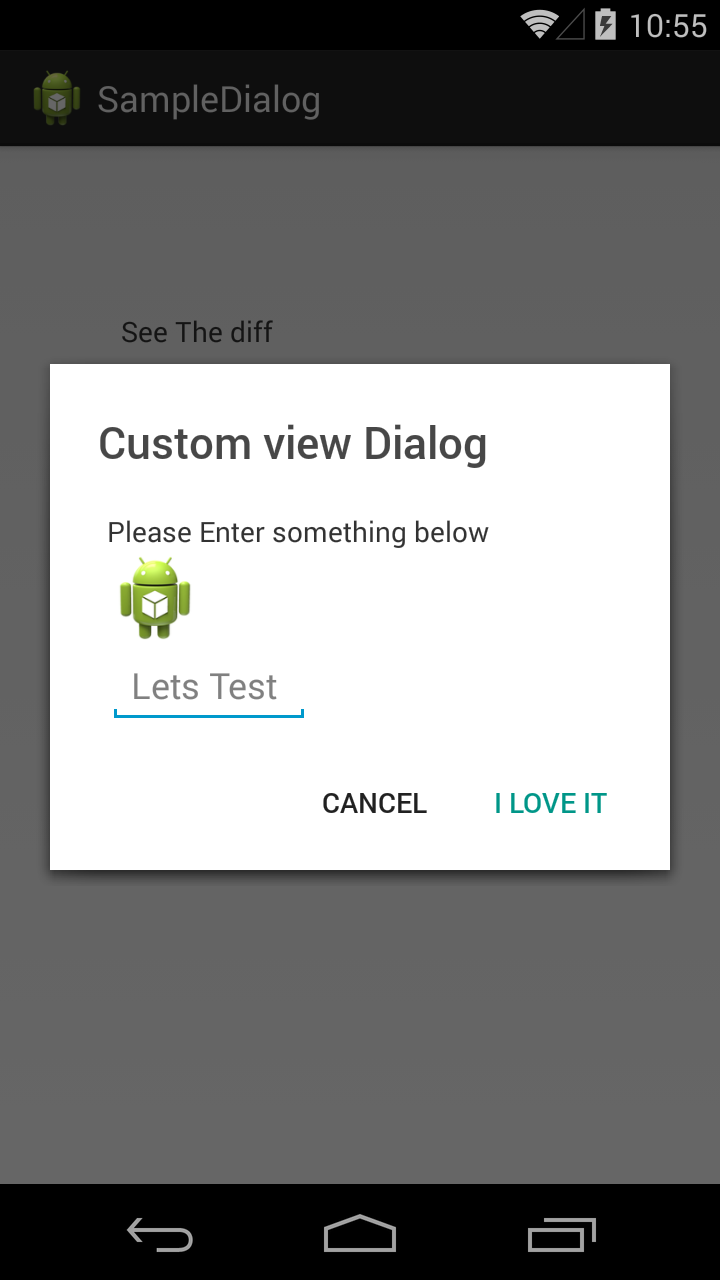 10:55
SampleDialog
See The diff
Custom view Dialog
Please Enter something below
Lets Test
CANCEL I LOVE IT